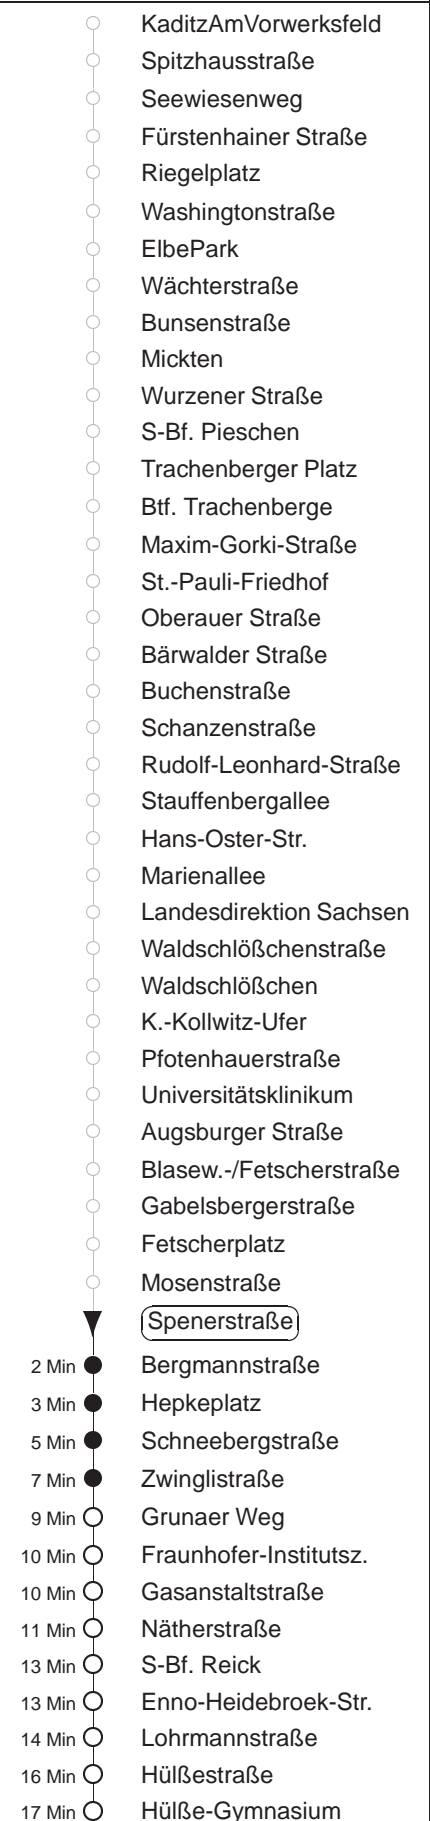 KaditzAmVorwerksfeld
Spitzhausstraße
Seewiesenweg
Fürstenhainer Straße
Riegelplatz
Washingtonstraße
ElbePark
Wächterstraße
Bunsenstraße
Mickten
Wurzener Straße
S-Bf. Pieschen
Trachenberger Platz
Btf. Trachenberge
Maxim-Gorki-Straße
St.-Pauli-Friedhof
Oberauer Straße
Bärwalder Straße
Buchenstraße
Schanzenstraße
Rudolf-Leonhard-Straße
Stauffenbergallee
Hans-Oster-Str.
Marienallee
Landesdirektion Sachsen
Waldschlößchenstraße
Waldschlößchen
K.-Kollwitz-Ufer
Pfotenhauerstraße
Universitätsklinikum
Augsburger Straße
Blasew.-/Fetscherstraße
Gabelsbergerstraße
Fetscherplatz
Mosenstraße
Spenerstraße
2 Min Bergmannstraße
3 Min Hepkeplatz
5 Min Schneebergstraße
7 Min Zwinglistraße
9 Min Grunaer Weg
10 Min Fraunhofer-Institutsz.
10 Min Gasanstaltstraße
11 Min Nätherstraße
13 Min S-Bf. Reick
13 Min Enno-Heidebroek-Str.
14 Min Lohrmannstraße
16 Min Hülßestraße
17 Min Hülße-Gymnasium